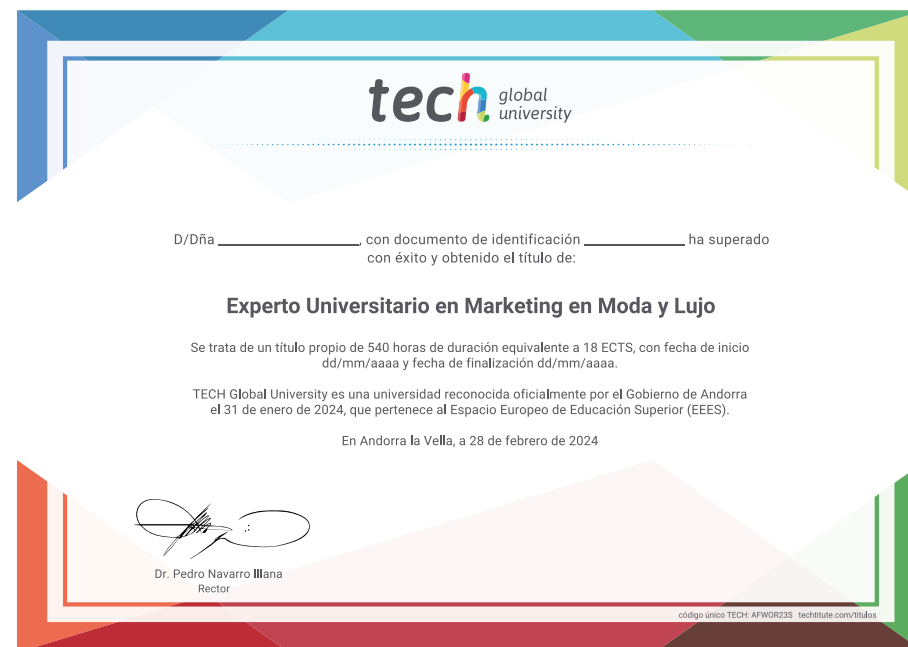 tech global university
D/Dña ____________________, con documento de identificación ______________ ha superado
con éxito y obtenido el título de:
Experto Universitario en Marketing en Moda y Lujo
Se trata de un título propio de 540 horas de duración equivalente a 18 ECTS, con fecha de inicio
dd/mm/aaaa y fecha de finalización dd/mm/aaaa.
TECH Global University es una universidad reconocida oficialmente por el Gobierno de Andorra
el 31 de enero de 2024, que pertenece al Espacio Europeo de Educación Superior (EEES).
En Andorra la Vella, a 28 de febrero de 2024
Dr. Pedro Navarro Illana
Rector
código único TECH: AFWOR23S techtitute.com/titulos